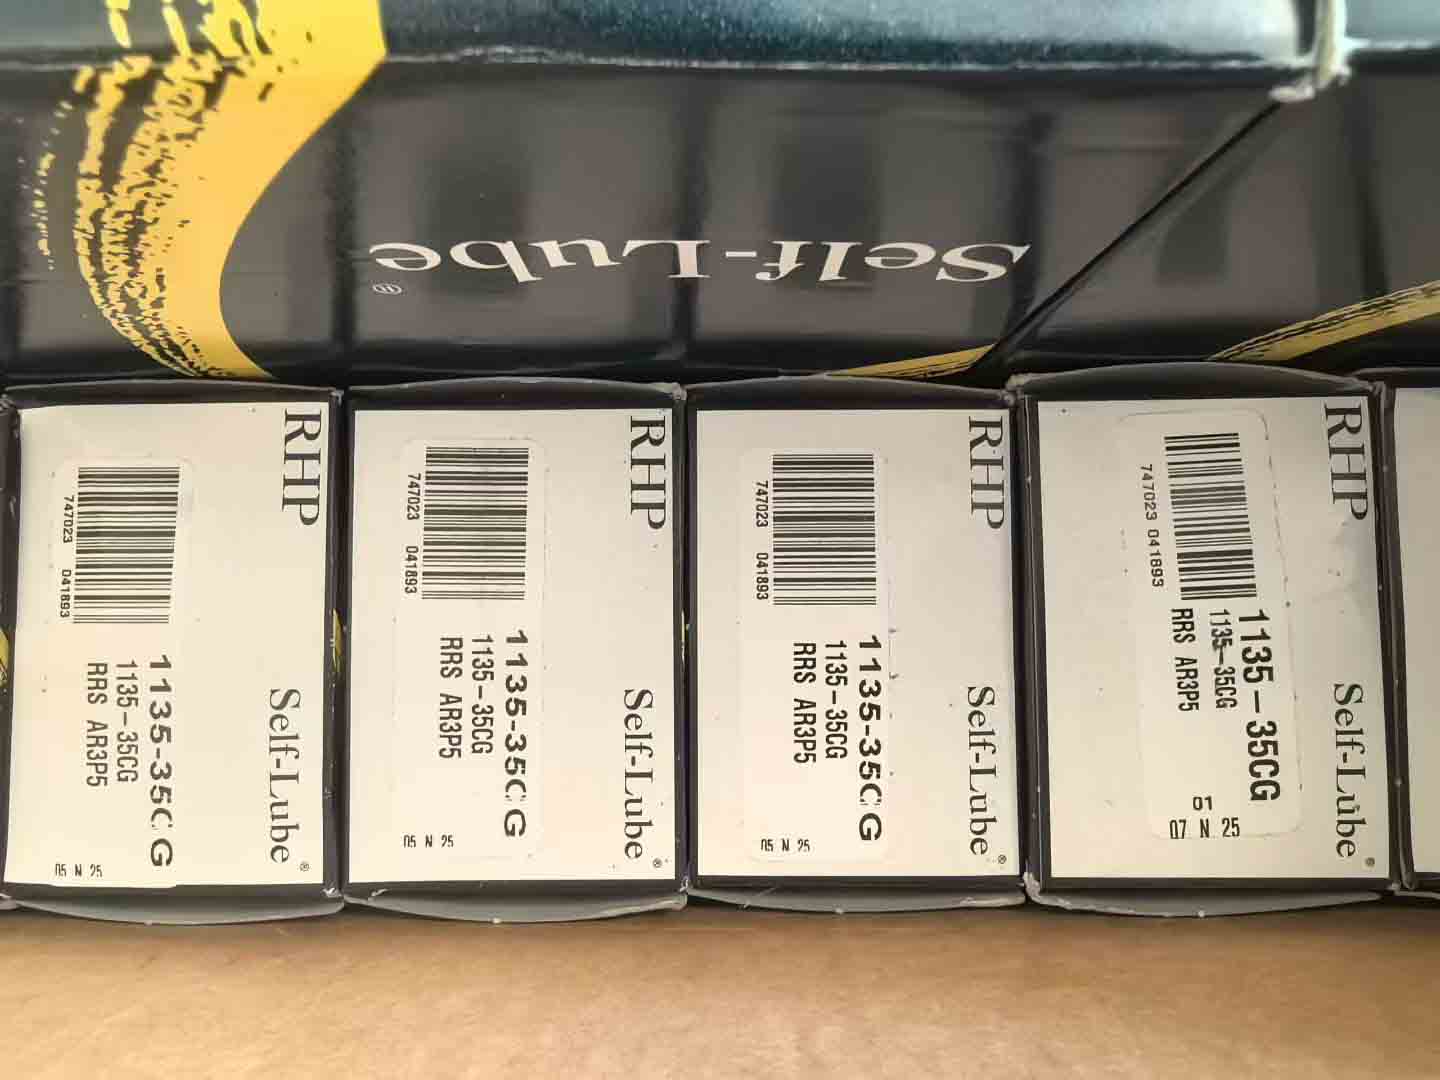 Self-Lube
®
RHP
Self-Lube ®
747023 041893
1135-35CG
1135-35CG
RRS AR3P5
05 N 25
RHP
Self-Lube ®
747023 041893
1135-35CG
1135-35CG
RRS AR3P5
05 N 25
RHP
Self-Lube ®
747023 041893
1135-35CG
1135-35CG
RRS AR3P5
05 N 25
RHP
Self-Lube ®
747023 041893
1135-35CG
1135-35CG
RRS AR3P5
01
07 N 25